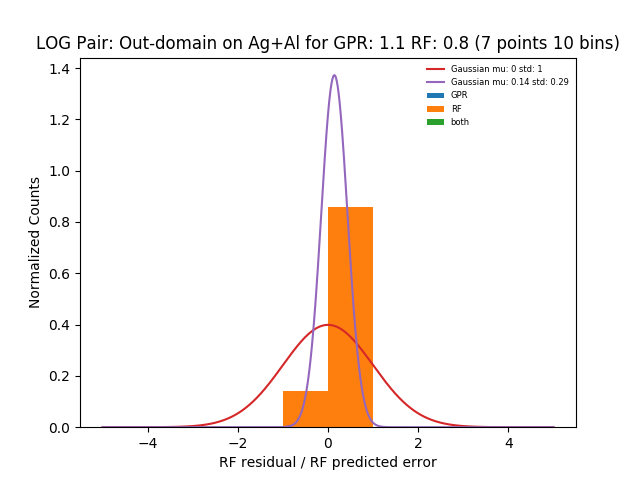 LOG Pair: Out-domain on Ag+Al for GPR: 1.1 RF: 0.8 (7 points 10 bins)
Gaussian mu: 0 std: 1
Gaussian mu: 0.14 std: 0.29
GPR
RF
both
Normalized Counts
1.4
1.2
1.0
0.8
0.6
0.4
0.2
0.0
−4 −2 0 2 4
RF residual / RF predicted error